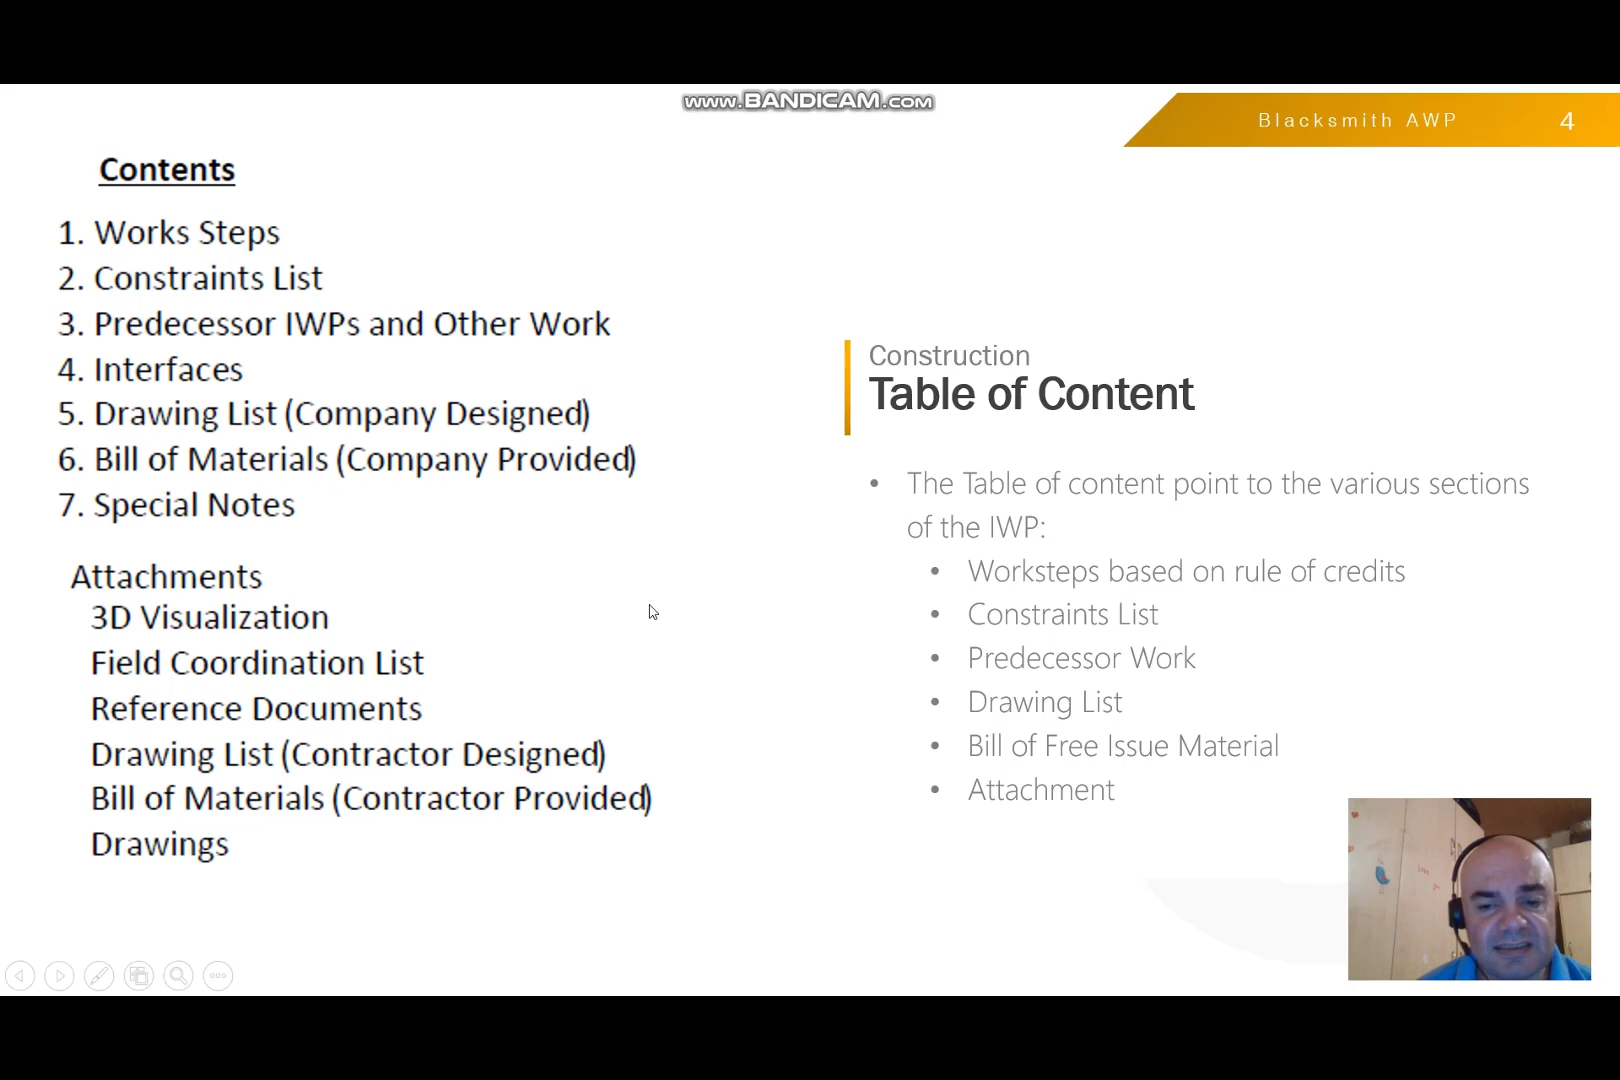 www.BANDICAM.com
Blacksmith AWP 4
Contents
1. Works Steps
2. Constraints List
3. Predecessor IWPs and Other Work
4. Interfaces
5. Drawing List (Company Designed)
6. Bill of Materials (Company Provided)
7. Special Notes
Attachments
3D Visualization
Field Coordination List
Reference Documents
Drawing List (Contractor Designed)
Bill of Materials (Contractor Provided)
Drawings
Construction
Table of Content
• The Table of content point to the various sections
of the IWP:
• Worksteps based on rule of credits
• Constraints List
• Predecessor Work
• Drawing List
• Bill of Free Issue Material
• Attachment